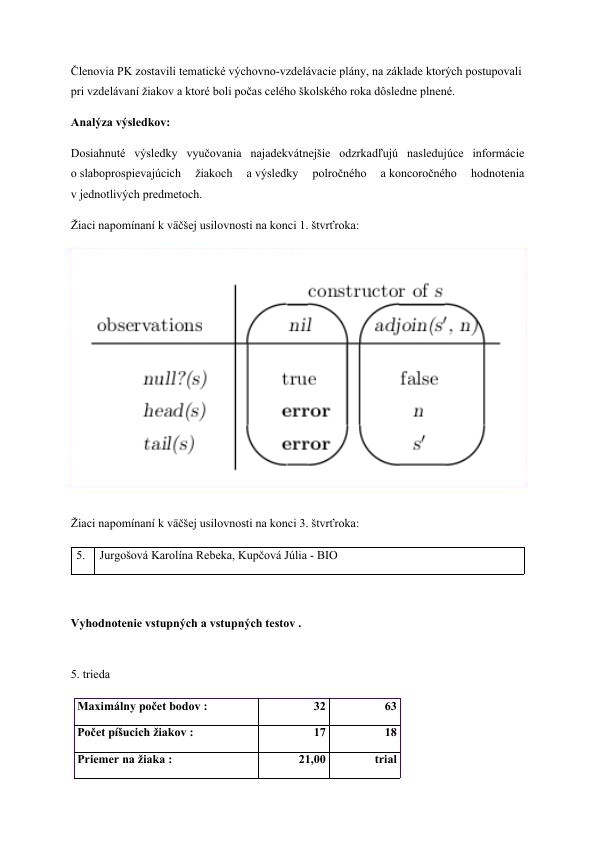 Členovia PK zostavili tematické výchovno-vzdelávacie plány, na základe ktorých postupovali
pri vzdelávaní žiakov a ktoré boli počas celého školského roka dôsledne plnené.
Analýza výsledkov:
Dosiahnuté výsledky vyučovania najadekvátnejšie odzrkadľujú nasledujúce informácie
o slaboprospievajúcich žiakoch a výsledky polročného a koncoročného hodnotenia
v jednotlivých predmetoch.
Žiaci napomínaní k väčšej usilovnosti na konci 1. štvrťroka:
constructor of s
observations nil adjoin(s′, n)
null?(s) true false
head(s) error n
tail(s) error s′
Žiaci napomínaní k väčšej usilovnosti na konci 3. štvrťroka:
5. Jurgošová Karolína Rebeka, Kupčová Júlia - BIO
Vyhodnotenie vstupných a vstupných testov .
5. trieda
Maximálny počet bodov : 32 63
Počet píšucich žiakov : 17 18
Priemer na žiaka : 21,00 trial